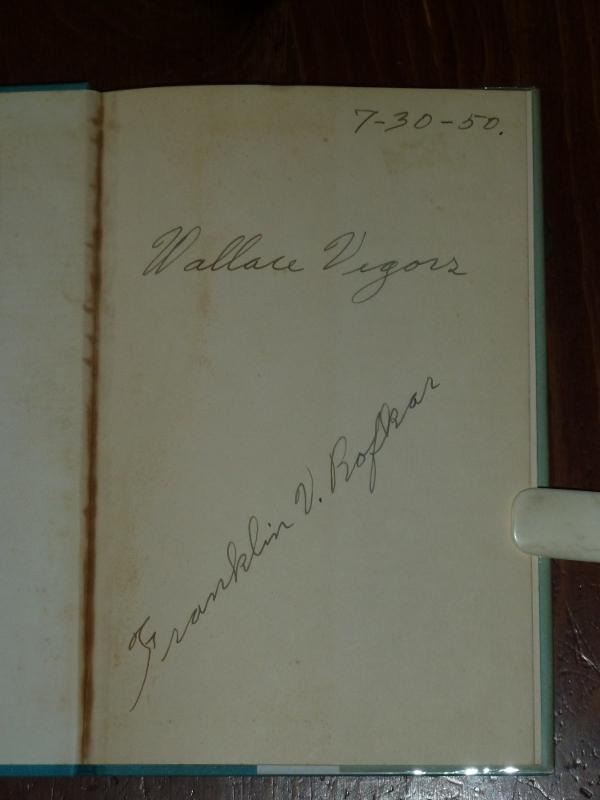 7-30-50.
Wallace Vigors
Franklin V. Rofkar